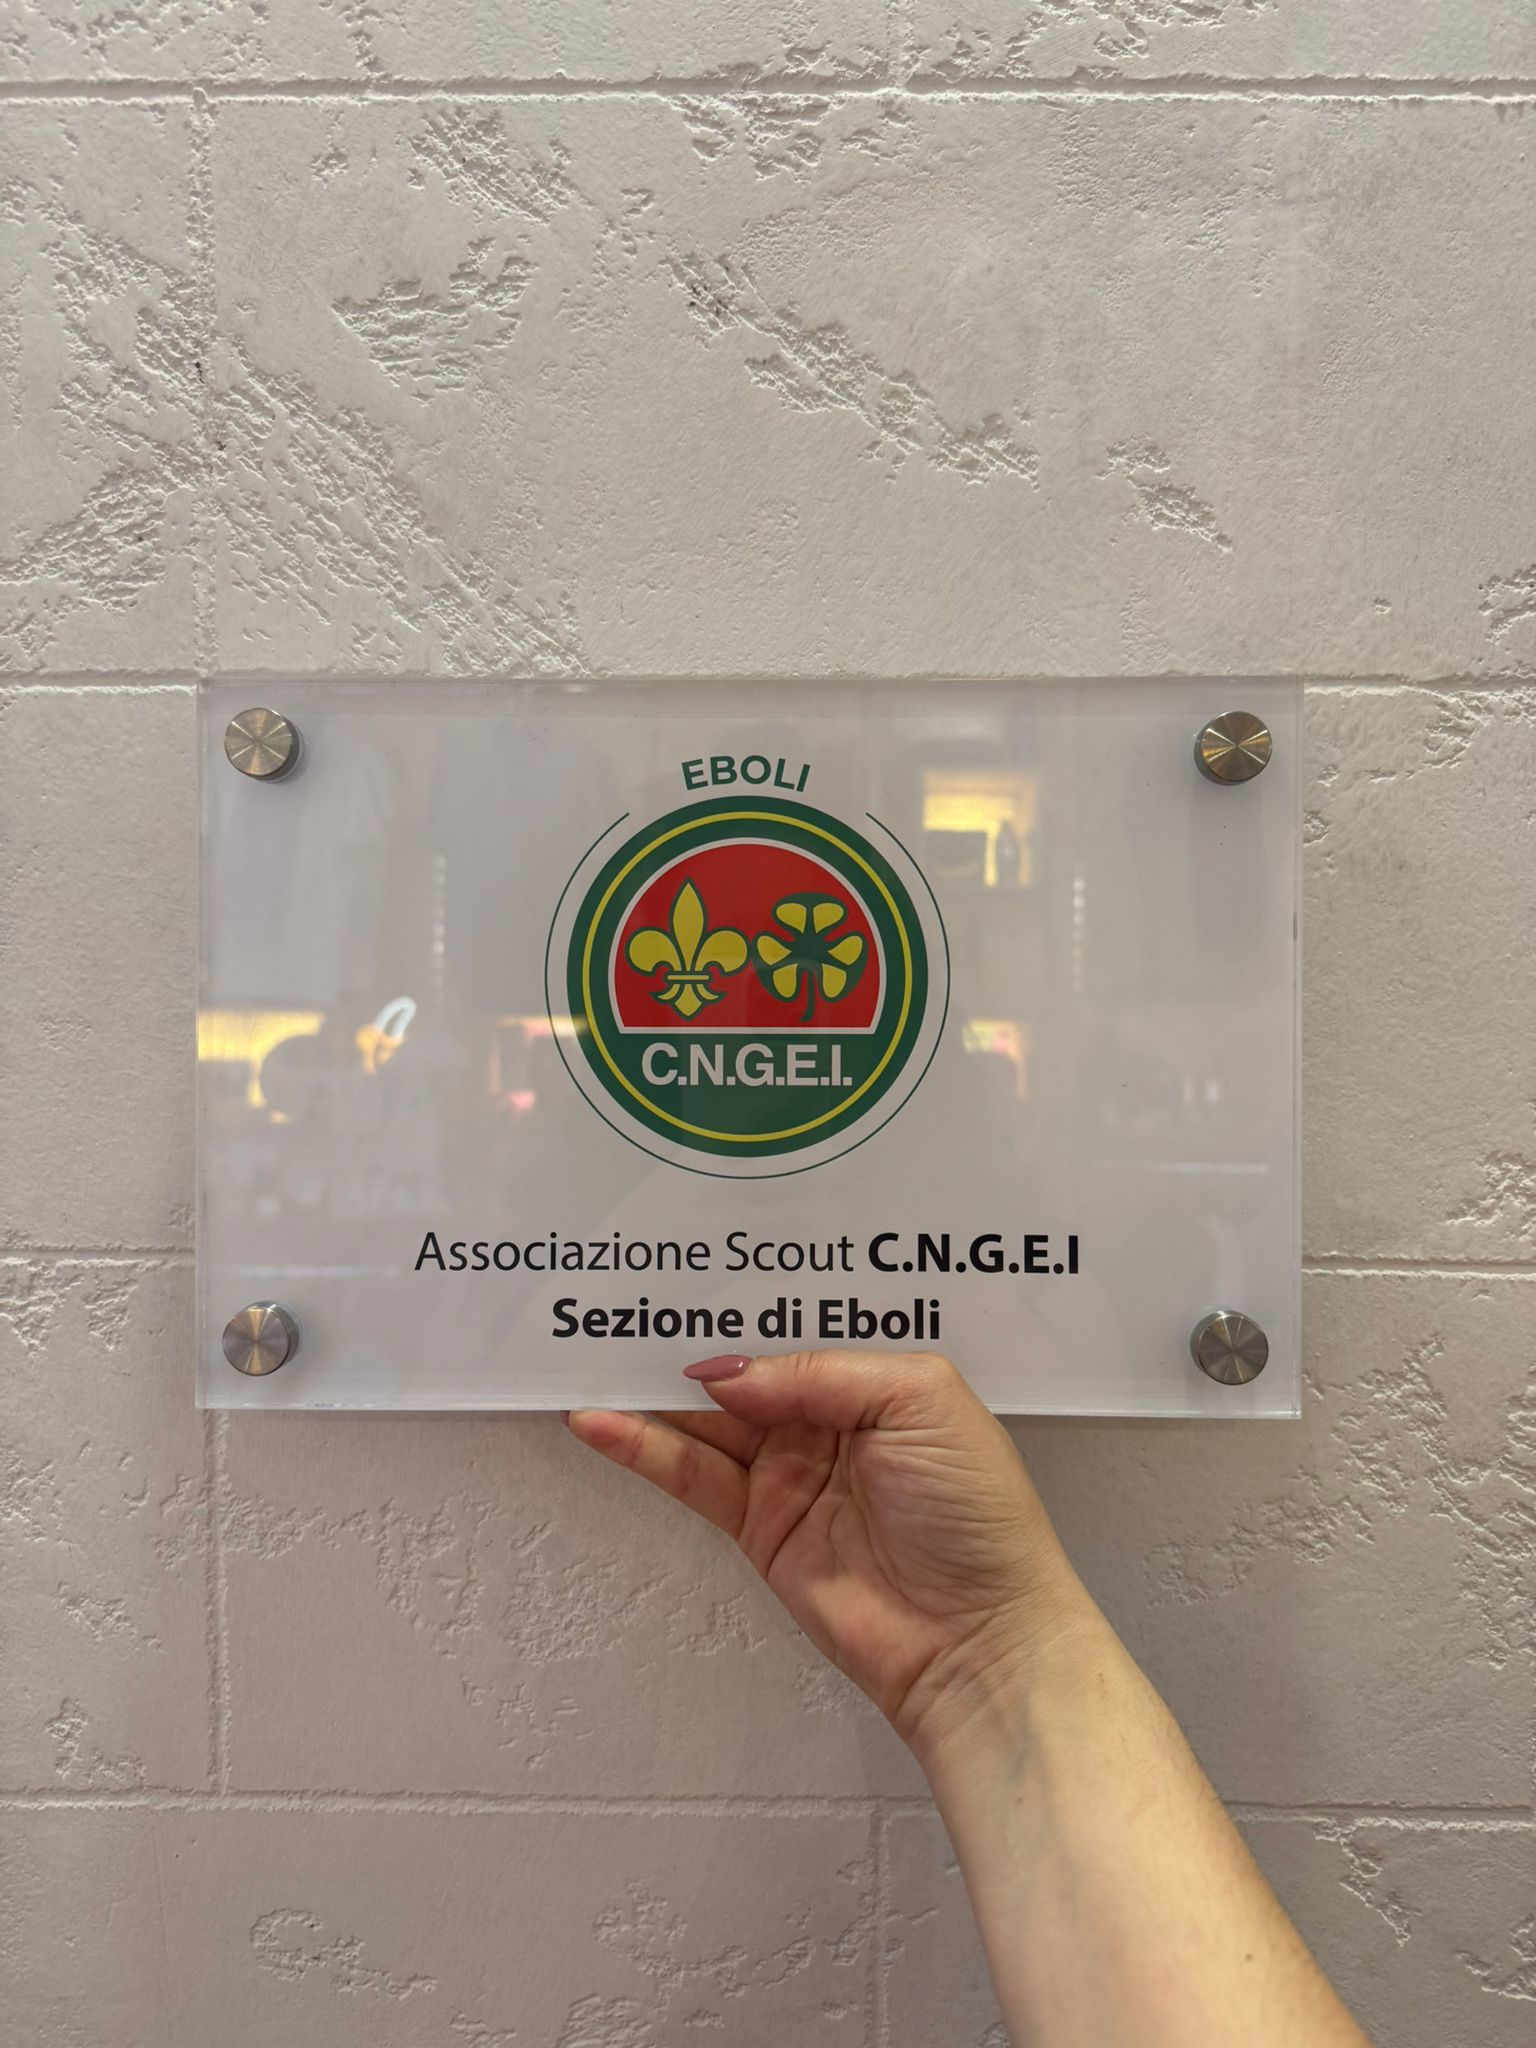 EBOLI
C.N.G.E.I.
Associazione Scout C.N.G.E.I
Sezione di Eboli